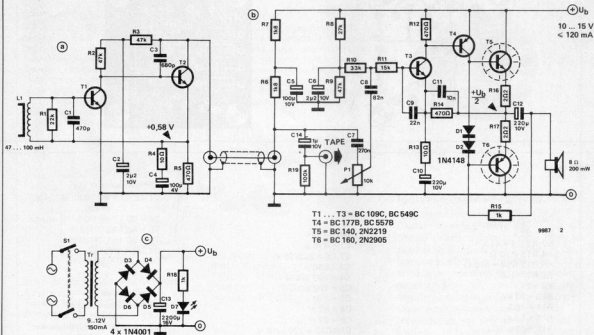 a
L1
47 ... 100 mH
R1
22k
C1
470p
T1
R2
47k
R3
47k
C3
680p
T2
+0,58 V
C2
2µ2
10V
R4
10Ω
C4
100µ
4V
R5
470Ω
b
R7
1k8
R6
1k8
R8
27k
C5
100µ
10V
C6
2µ2
10V
R9
47k
R10
33k
R11
15k
C8
82n
C14
1µ
10V
TAPE
C7
270n
R19
100k
P1
10k
R12
470Ω
T3
C9
22n
C11
10n
R14
470Ω
R13
10Ω
C10
220µ
10V
D1
D2
1N4148
T4
T5
R16
2Ω2
+Ub
2
R17
2Ω2
C12
220µ
10V
T6
R15
1k
+Ub
10 ... 15 V
≤ 120 mA
8 Ω
200 mW
0
9987 2
T1 ... T3 = BC 109C, BC 549C
T4 = BC 177B, BC 557B
T5 = BC 140, 2N2219
T6 = BC 160, 2N2905
c
S1
Tr
9...12V
150mA
D3
D4
D6
D5
4 x 1N4001
C13
2200µ
16V
R18
1k
D7
+Ub
0